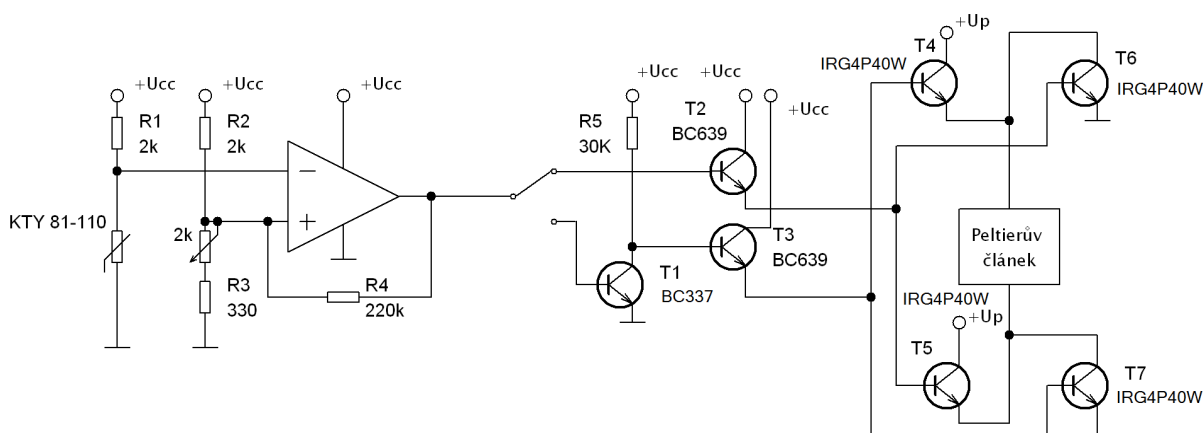 +Ucc
R1
2k
KTY 81-110
+Ucc
R2
2k
2k
R3
330
+Ucc
−
+
R4
220k
+Ucc
R5
30K
T1
BC337
+Ucc
T2
BC639
+Ucc
T3
BC639
+Up
T4
IRG4P40W
T6
IRG4P40W
Peltierův
článek
IRG4P40W
+Up
T5
T7
IRG4P40W